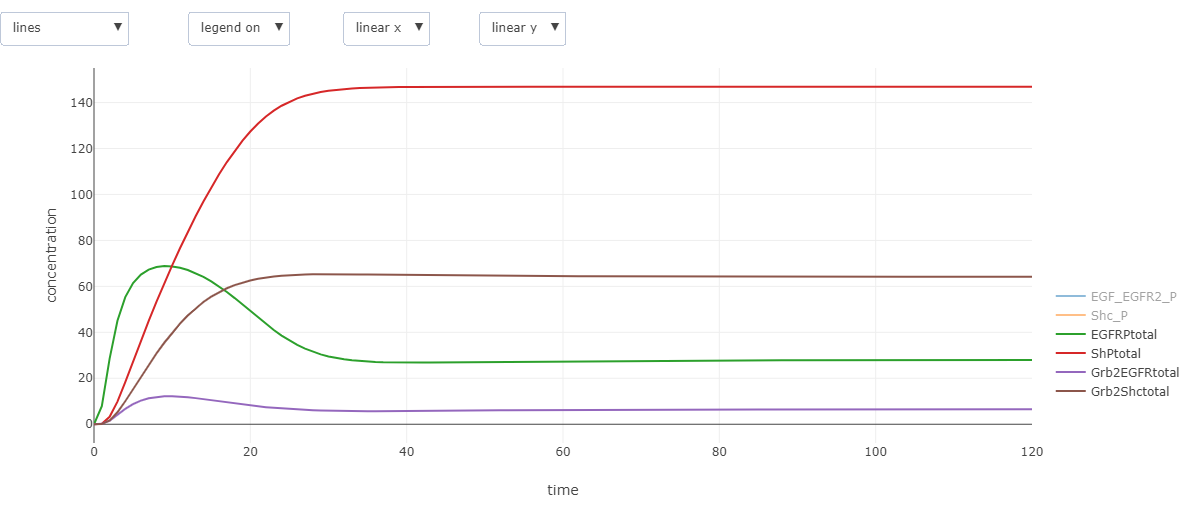 lines ▼ legend on ▼ linear x ▼ linear y ▼
140
120
100
80
60
40
20
0
concentration
0 20 40 60 80 100 120
time
EGF_EGFR2_P
Shc_P
EGFRPtotal
ShPtotal
Grb2EGFRtotal
Grb2Shctotal